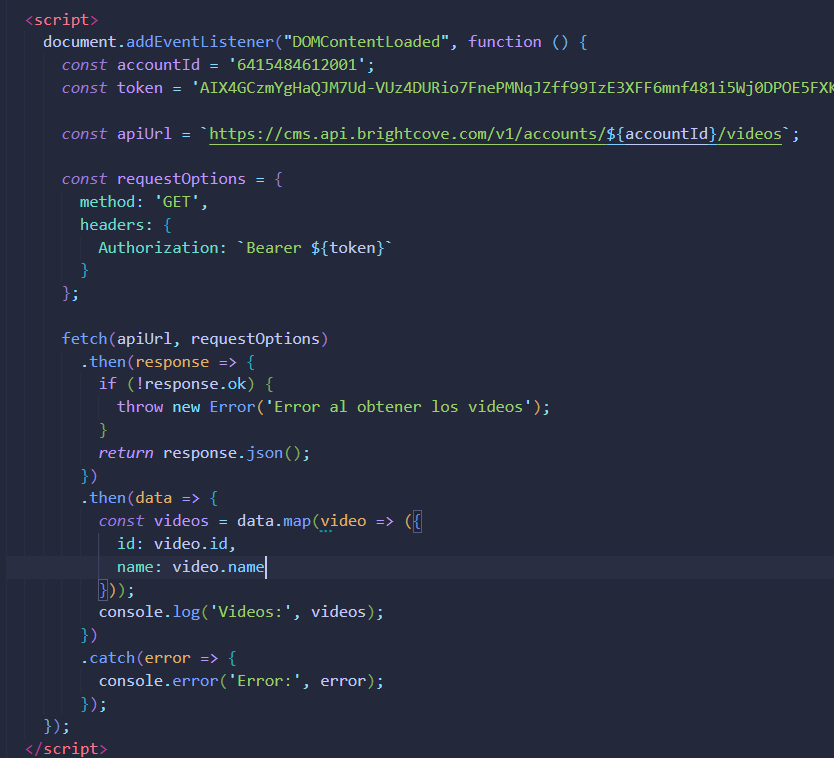 <script>
document.addEventListener("DOMContentLoaded", function () {
const accountId = '6415484612001';
const token = 'AIX4GCzmYgHaQJM7Ud-VUz4DURio7FnePMNqJZff99IzE3XFF6mnf481i5Wj0DPOE5FXK
const apiUrl = `https://cms.api.brightcove.com/v1/accounts/${accountId}/videos`;
const requestOptions = {
method: 'GET',
headers: {
Authorization: `Bearer ${token}`
}
};
fetch(apiUrl, requestOptions)
.then(response => {
if (!response.ok) {
throw new Error('Error al obtener los videos');
}
return response.json();
})
.then(data => {
const videos = data.map(video => ({
id: video.id,
name: video.name
}));
console.log('Videos:', videos);
})
.catch(error => {
console.error('Error:', error);
});
});
</script>